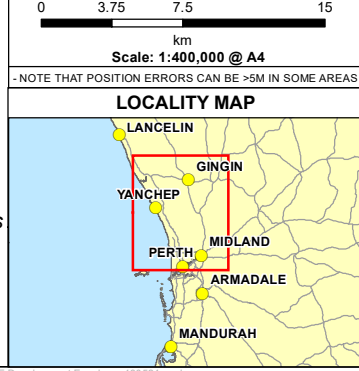 0 3.75 7.5 15
km
Scale: 1:400,000 @ A4
- NOTE THAT POSITION ERRORS CAN BE >5M IN SOME AREAS
LOCALITY MAP
LANCELIN
GINGIN
YANCHEP
MIDLAND
PERTH
ARMADALE
MANDURAH